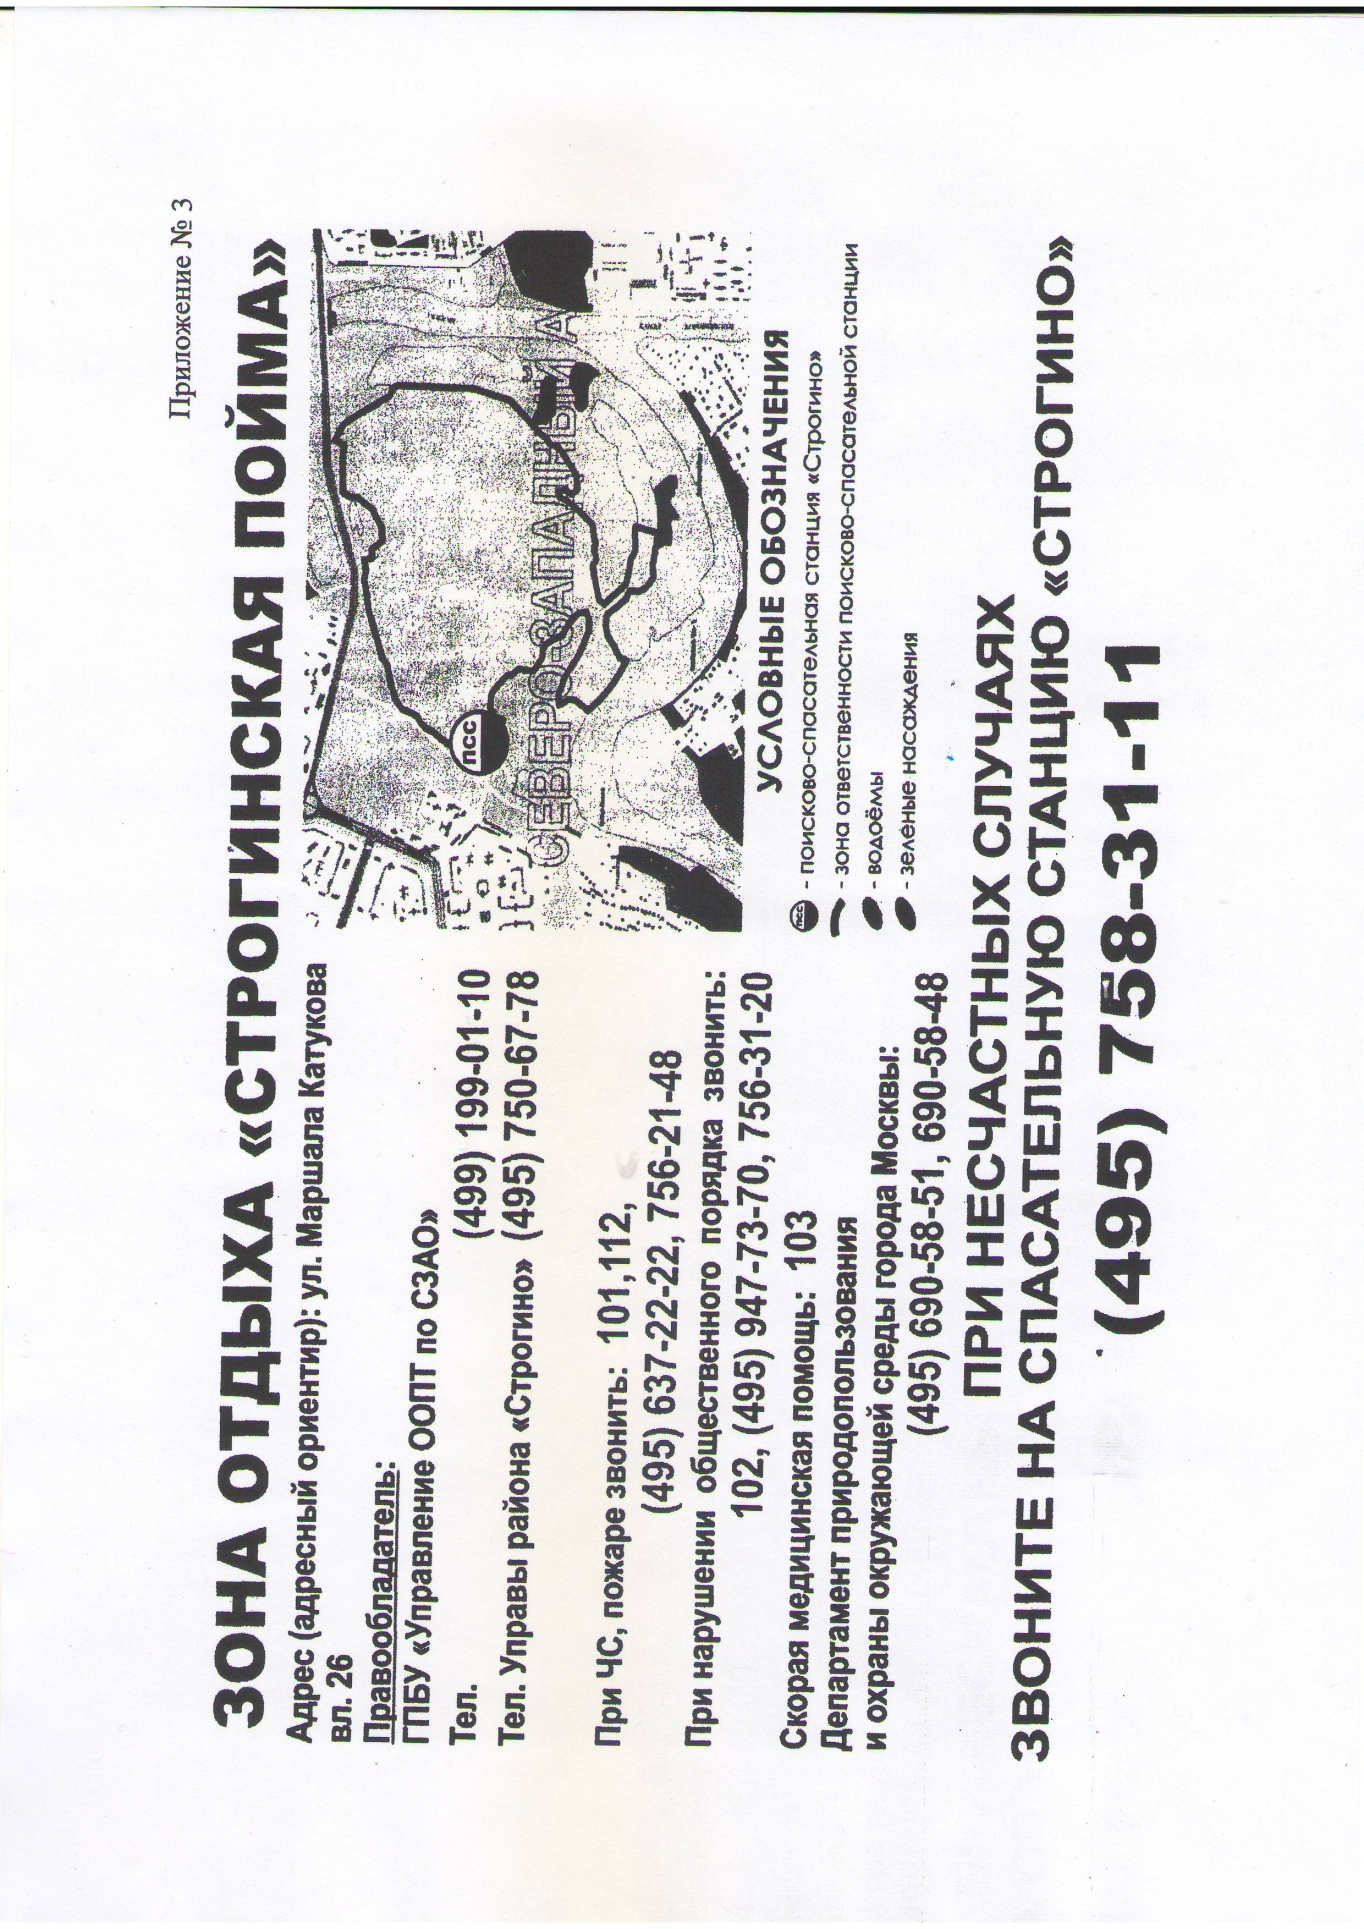 Приложение № 3
ЗОНА ОТДЫХА «СТРОГИНСКАЯ ПОЙМА»
Адрес (адресный ориентир): ул. Маршала Катукова
вл. 26
Правообладатель:
ГПБУ «Управление ООПТ по СЗАО»
Тел. (499) 199-01-10
Тел. Управы района «Строгино» (495) 750-67-78
При ЧС, пожаре звонить: 101,112,
(495) 637-22-22, 756-21-48
При нарушении общественного порядка звонить:
102, (495) 947-73-70, 756-31-20
Скорая медицинская помощь: 103
Департамент природопользования
и охраны окружающей среды города Москвы:
(495) 690-58-51, 690-58-48
ПСС
СЕВЕРО-ЗАПАДНЫЙ А
УСЛОВНЫЕ ОБОЗНАЧЕНИЯ
ПСС - поисково-спасательная станция «Строгино»
- зона ответственности поисково-спасательной станции
- водоёмы
- зелёные насаждения
ПРИ НЕСЧАСТНЫХ СЛУЧАЯХ
ЗВОНИТЕ НА СПАСАТЕЛЬНУЮ СТАНЦИЮ «СТРОГИНО»
(495) 758-31-11